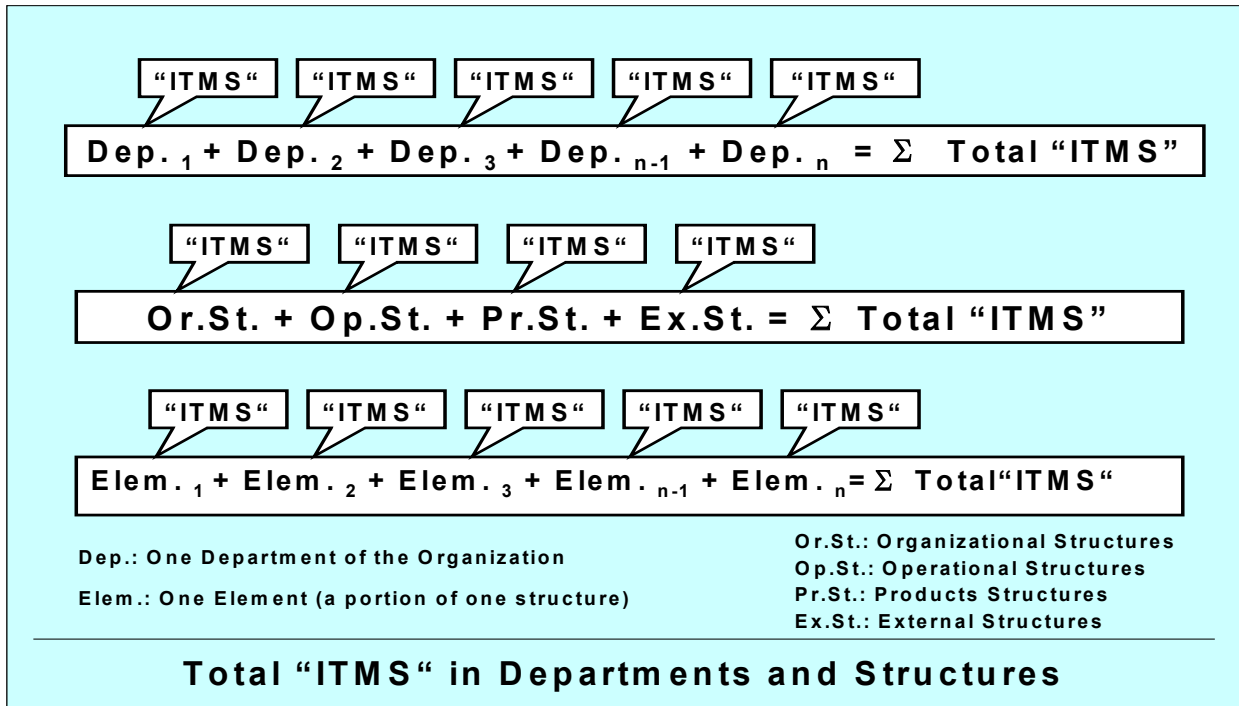 “ITMS“ “ITMS“ “ITMS“ “ITMS“ “ITMS“
Dep. 1 + Dep. 2 + Dep. 3 + Dep. n-1 + Dep. n = Σ Total “ITMS”
“ITMS“ “ITMS“ “ITMS“ “ITMS“
Or.St. + Op.St. + Pr.St. + Ex.St. = Σ Total “ITMS”
“ITMS“ “ITMS“ “ITMS“ “ITMS“ “ITMS“
Elem. 1 + Elem. 2 + Elem. 3 + Elem. n-1 + Elem. n = Σ Total“ITMS“
Dep.: One Department of the Organization
Elem.: One Element (a portion of one structure)
Or.St.: Organizational Structures
Op.St.: Operational Structures
Pr.St.: Products Structures
Ex.St.: External Structures
Total “ITMS“ in Departments and Structures